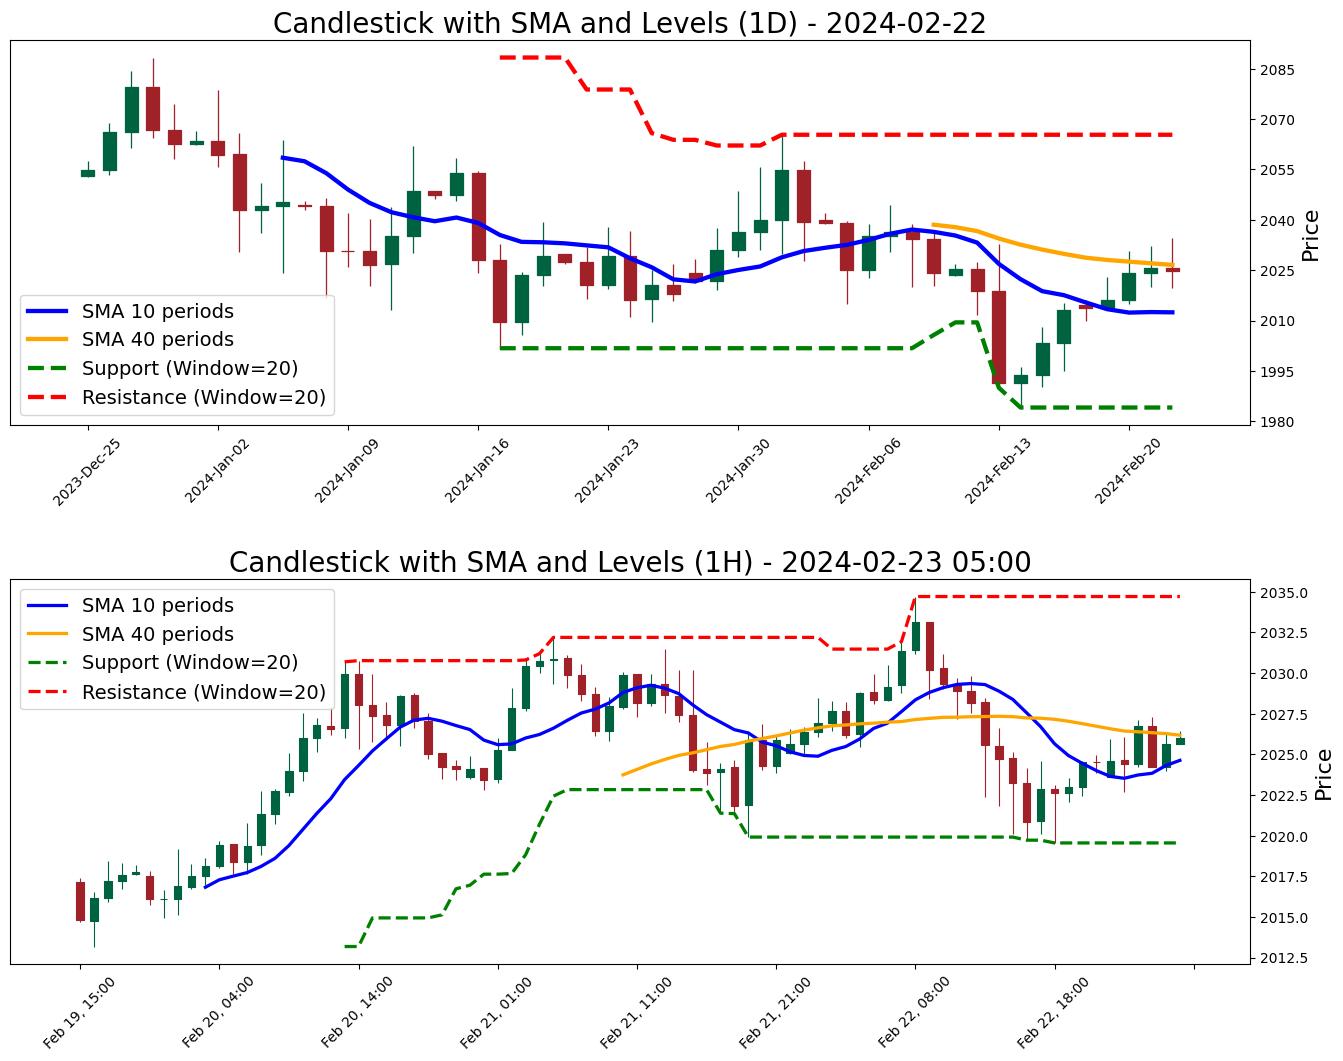 Candlestick with SMA and Levels (1D) - 2024-02-22
2085
2070
2055
2040
2025
2010
1995
1980
Price
SMA 10 periods
SMA 40 periods
Support (Window=20)
Resistance (Window=20)
2023-Dec-25
2024-Jan-02
2024-Jan-09
2024-Jan-16
2024-Jan-23
2024-Jan-30
2024-Feb-06
2024-Feb-13
2024-Feb-20
Candlestick with SMA and Levels (1H) - 2024-02-23 05:00
SMA 10 periods
SMA 40 periods
Support (Window=20)
Resistance (Window=20)
2035.0
2032.5
2030.0
2027.5
2025.0
2022.5
2020.0
2017.5
2015.0
2012.5
Price
Feb 19, 15:00
Feb 20, 04:00
Feb 20, 14:00
Feb 21, 01:00
Feb 21, 11:00
Feb 21, 21:00
Feb 22, 08:00
Feb 22, 18:00